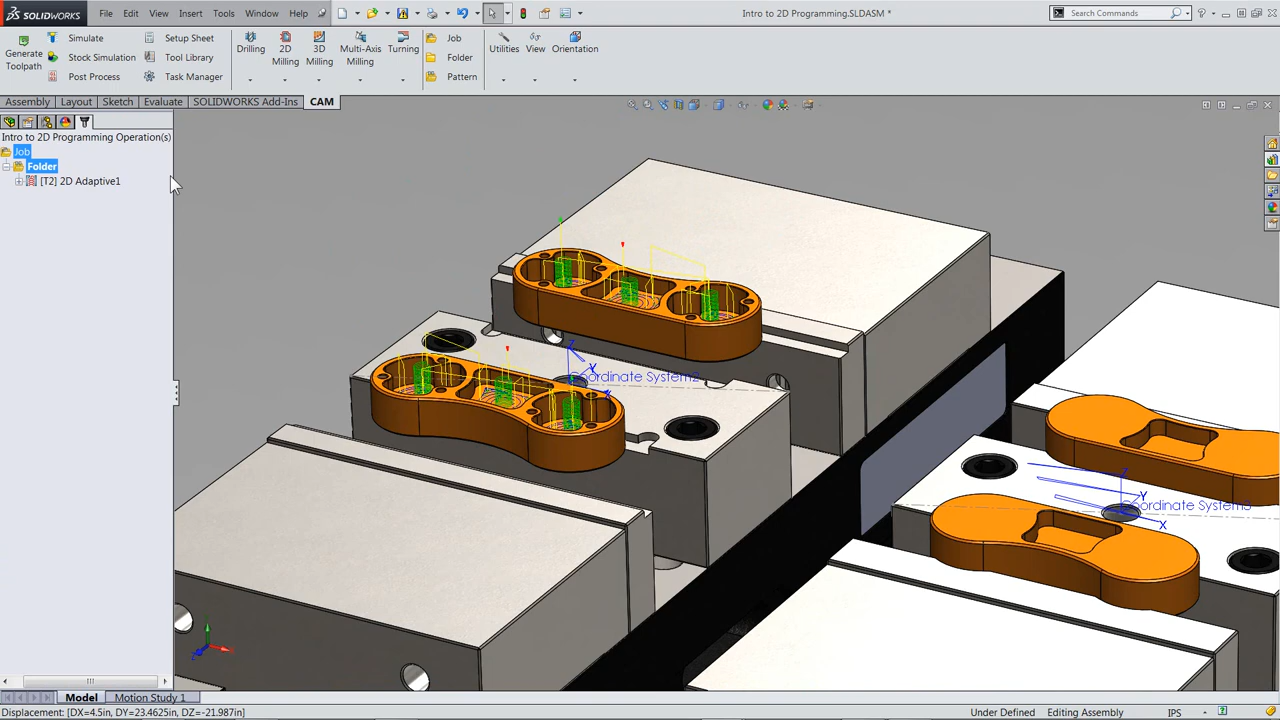 SOLIDWORKS File Edit View Insert Tools Window Help Intro to 2D Programming.SLDASM * Search Commands
Generate Toolpath
Simulate
Stock Simulation
Post Process
Setup Sheet
Tool Library
Task Manager
Drilling
2D Milling
3D Milling
Multi-Axis Milling
Turning
Job
Folder
Pattern
Utilities
View
Orientation
Assembly Layout Sketch Evaluate SOLIDWORKS Add-Ins CAM
Intro to 2D Programming Operation(s)
Job
Folder
[T2] 2D Adaptive1
Z
Y
Coordinate System2
Z
Y
Coordinate System3
X
Model Motion Study 1
Displacement: [DX=4.5in, DY=23.4625in, DZ=-21.987in] Under Defined Editing Assembly IPS